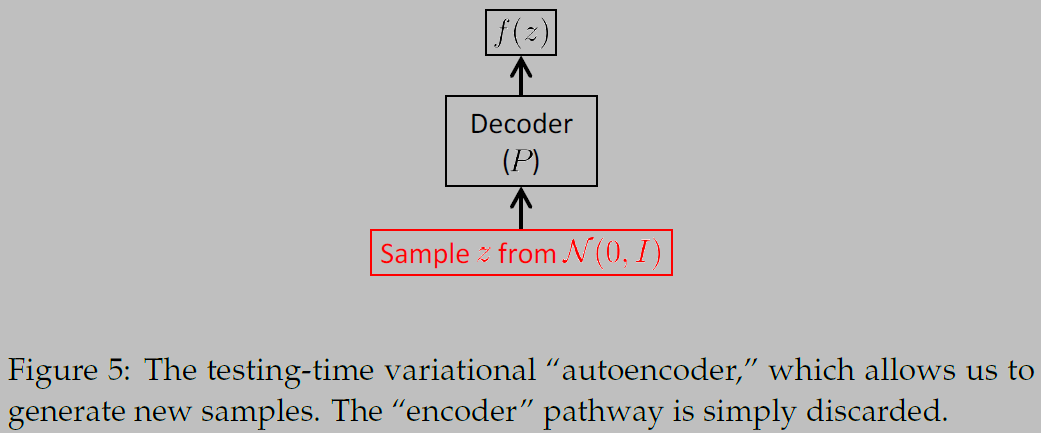 f(z)
Decoder
(P)
Sample z from 𝒩(0, I)
Figure 5: The testing-time variational “autoencoder,” which allows us to
generate new samples. The “encoder” pathway is simply discarded.